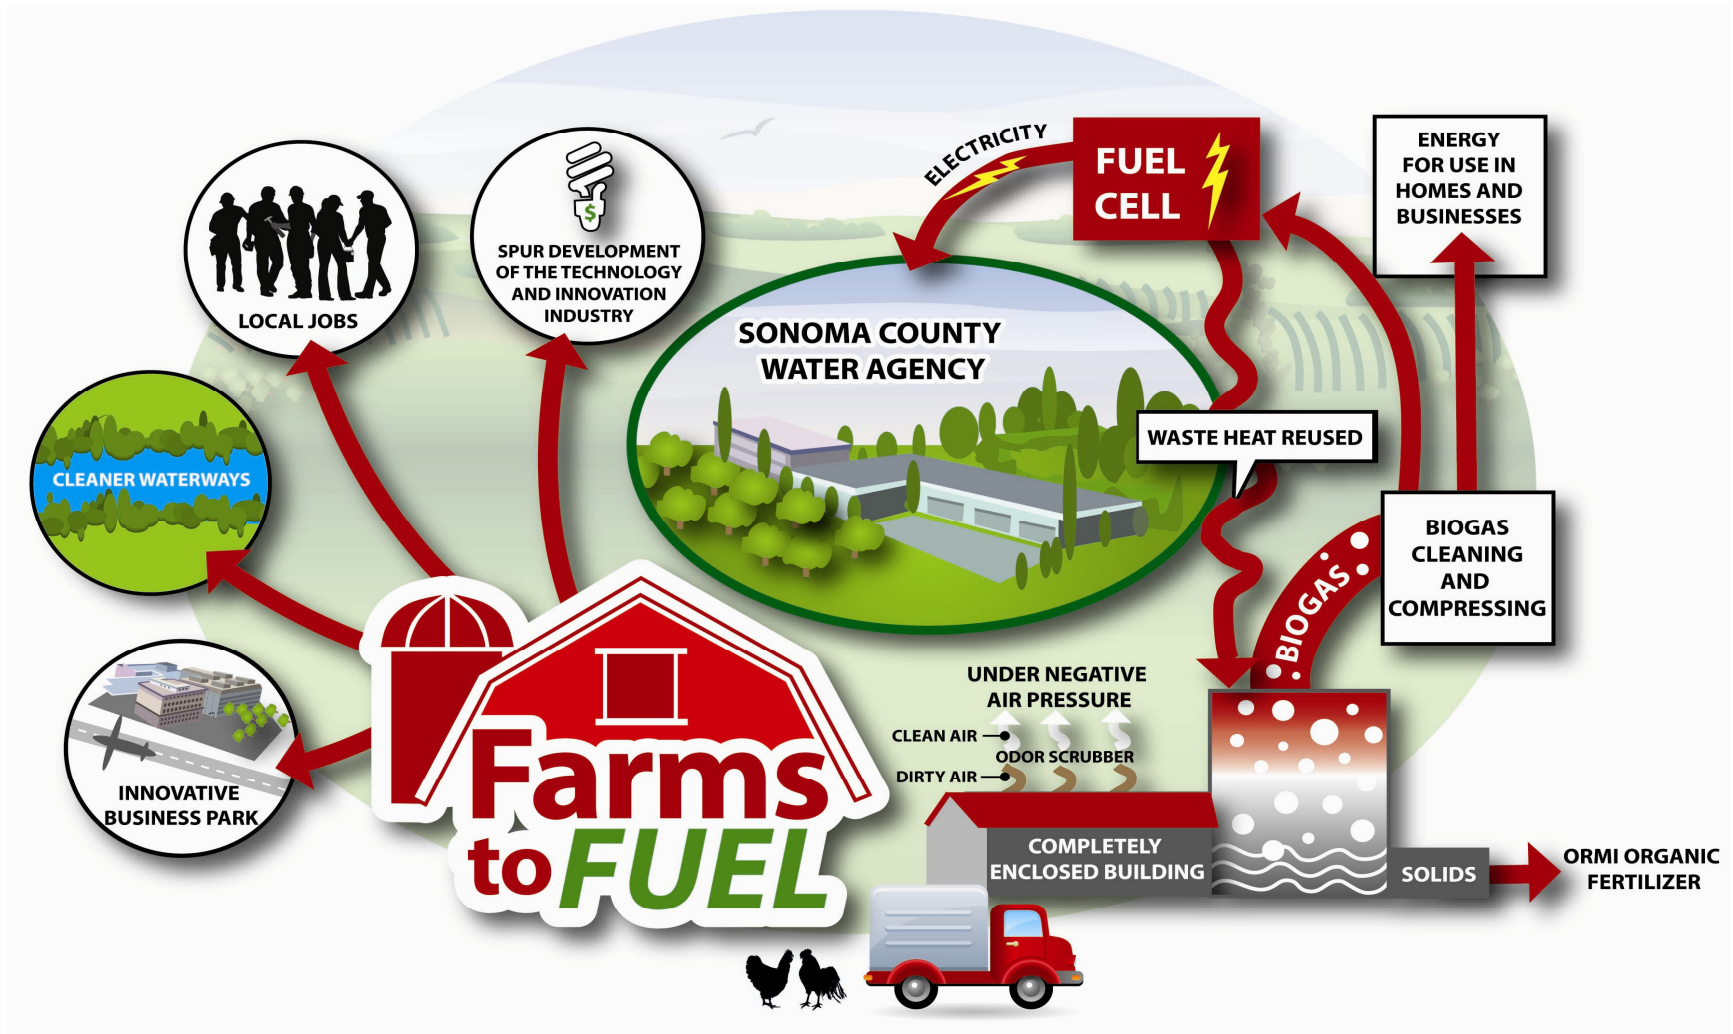 ELECTRICITY
FUEL
CELL
ENERGY
FOR USE IN
HOMES AND
BUSINESSES
LOCAL JOBS
$
SPUR DEVELOPMENT
OF THE TECHNOLOGY
AND INNOVATION
INDUSTRY
SONOMA COUNTY
WATER AGENCY
WASTE HEAT REUSED
CLEANER WATERWAYS
BIOGAS
CLEANING
AND
COMPRESSING
BIOGAS
UNDER NEGATIVE
AIR PRESSURE
CLEAN AIR
ODOR SCRUBBER
DIRTY AIR
INNOVATIVE
BUSINESS PARK
Farms
to FUEL
COMPLETELY
ENCLOSED BUILDING
SOLIDS
ORMI ORGANIC
FERTILIZER